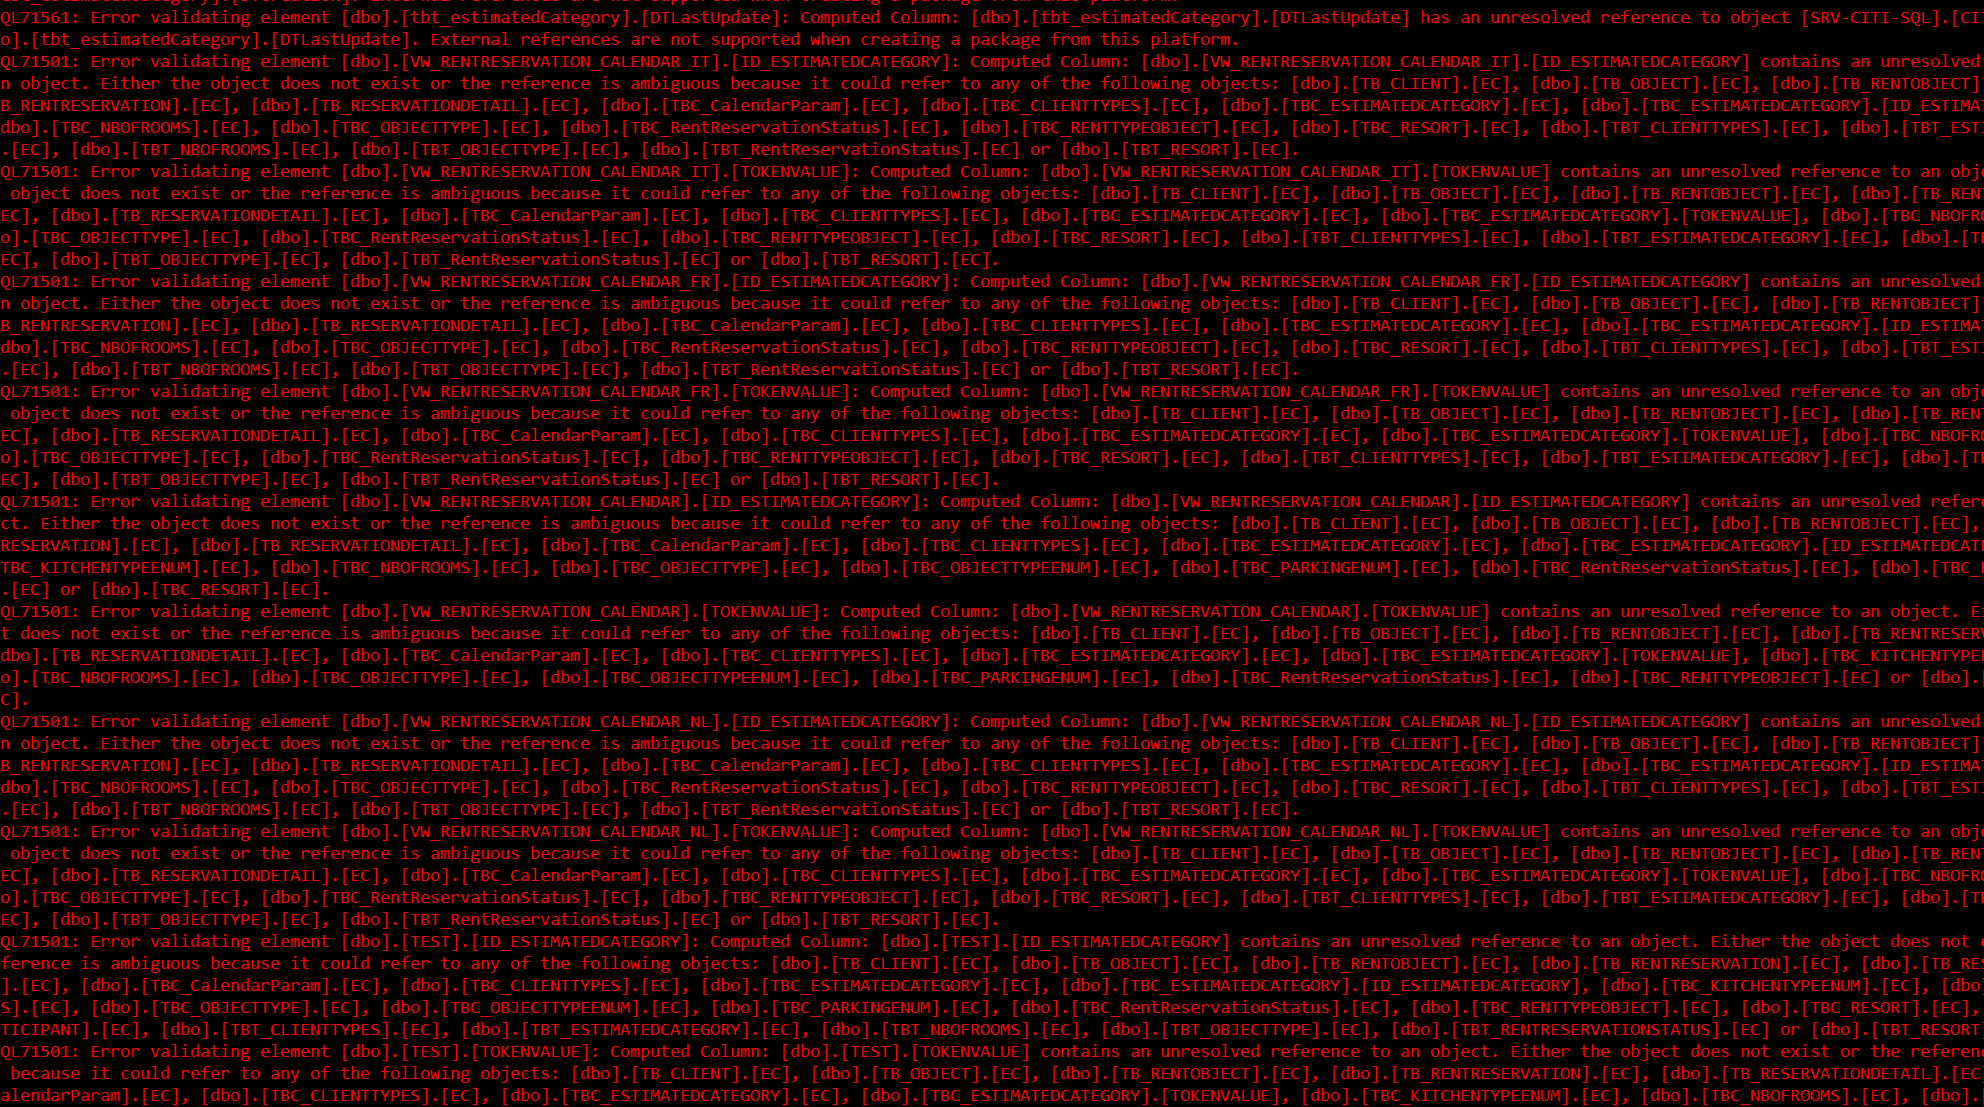 QL71561: Error validating element [dbo].[tbt_estimatedCategory].[DTLastUpdate]: Computed Column: [dbo].[tbt_estimatedCategory].[DTLastUpdate] has an unresolved reference to object [SRV-CITI-SQL].[CI
o].[tbt_estimatedCategory].[DTLastUpdate]. External references are not supported when creating a package from this platform.
QL71501: Error validating element [dbo].[VW_RENTRESERVATION_CALENDAR_IT].[ID_ESTIMATEDCATEGORY]: Computed Column: [dbo].[VW_RENTRESERVATION_CALENDAR_IT].[ID_ESTIMATEDCATEGORY] contains an unresolved
n object. Either the object does not exist or the reference is ambiguous because it could refer to any of the following objects: [dbo].[TB_CLIENT].[EC], [dbo].[TB_OBJECT].[EC], [dbo].[TB_RENTOBJECT].
B_RENTRESERVATION].[EC], [dbo].[TB_RESERVATIONDETAIL].[EC], [dbo].[TBC_CalendarParam].[EC], [dbo].[TBC_CLIENTTYPES].[EC], [dbo].[TBC_ESTIMATEDCATEGORY].[EC], [dbo].[TBC_ESTIMATEDCATEGORY].[ID_ESTIMA
dbo].[TBC_NBOFROOMS].[EC], [dbo].[TBC_OBJECTTYPE].[EC], [dbo].[TBC_RentReservationStatus].[EC], [dbo].[TBC_RENTTYPEOBJECT].[EC], [dbo].[TBC_RESORT].[EC], [dbo].[TBT_CLIENTTYPES].[EC], [dbo].[TBT_EST
.[EC], [dbo].[TBT_NBOFROOMS].[EC], [dbo].[TBT_OBJECTTYPE].[EC], [dbo].[TBT_RentReservationStatus].[EC] or [dbo].[TBT_RESORT].[EC].
QL71501: Error validating element [dbo].[VW_RENTRESERVATION_CALENDAR_IT].[TOKENVALUE]: Computed Column: [dbo].[VW_RENTRESERVATION_CALENDAR_IT].[TOKENVALUE] contains an unresolved reference to an obj
object does not exist or the reference is ambiguous because it could refer to any of the following objects: [dbo].[TB_CLIENT].[EC], [dbo].[TB_OBJECT].[EC], [dbo].[TB_RENTOBJECT].[EC], [dbo].[TB_RENT
EC], [dbo].[TB_RESERVATIONDETAIL].[EC], [dbo].[TBC_CalendarParam].[EC], [dbo].[TBC_CLIENTTYPES].[EC], [dbo].[TBC_ESTIMATEDCATEGORY].[EC], [dbo].[TBC_ESTIMATEDCATEGORY].[TOKENVALUE], [dbo].[TBC_NBOFRO
o].[TBC_OBJECTTYPE].[EC], [dbo].[TBC_RentReservationStatus].[EC], [dbo].[TBC_RENTTYPEOBJECT].[EC], [dbo].[TBC_RESORT].[EC], [dbo].[TBT_CLIENTTYPES].[EC], [dbo].[TBT_ESTIMATEDCATEGORY].[EC], [dbo].[T
EC], [dbo].[TBT_OBJECTTYPE].[EC], [dbo].[TBT_RentReservationStatus].[EC] or [dbo].[TBT_RESORT].[EC].
QL71501: Error validating element [dbo].[VW_RENTRESERVATION_CALENDAR_FR].[ID_ESTIMATEDCATEGORY]: Computed Column: [dbo].[VW_RENTRESERVATION_CALENDAR_FR].[ID_ESTIMATEDCATEGORY] contains an unresolved
n object. Either the object does not exist or the reference is ambiguous because it could refer to any of the following objects: [dbo].[TB_CLIENT].[EC], [dbo].[TB_OBJECT].[EC], [dbo].[TB_RENTOBJECT].
B_RENTRESERVATION].[EC], [dbo].[TB_RESERVATIONDETAIL].[EC], [dbo].[TBC_CalendarParam].[EC], [dbo].[TBC_CLIENTTYPES].[EC], [dbo].[TBC_ESTIMATEDCATEGORY].[EC], [dbo].[TBC_ESTIMATEDCATEGORY].[ID_ESTIMA
dbo].[TBC_NBOFROOMS].[EC], [dbo].[TBC_OBJECTTYPE].[EC], [dbo].[TBC_RentReservationStatus].[EC], [dbo].[TBC_RENTTYPEOBJECT].[EC], [dbo].[TBC_RESORT].[EC], [dbo].[TBT_CLIENTTYPES].[EC], [dbo].[TBT_EST
.[EC], [dbo].[TBT_NBOFROOMS].[EC], [dbo].[TBT_OBJECTTYPE].[EC], [dbo].[TBT_RentReservationStatus].[EC] or [dbo].[TBT_RESORT].[EC].
QL71501: Error validating element [dbo].[VW_RENTRESERVATION_CALENDAR_FR].[TOKENVALUE]: Computed Column: [dbo].[VW_RENTRESERVATION_CALENDAR_FR].[TOKENVALUE] contains an unresolved reference to an obj
object does not exist or the reference is ambiguous because it could refer to any of the following objects: [dbo].[TB_CLIENT].[EC], [dbo].[TB_OBJECT].[EC], [dbo].[TB_RENTOBJECT].[EC], [dbo].[TB_RENT
EC], [dbo].[TB_RESERVATIONDETAIL].[EC], [dbo].[TBC_CalendarParam].[EC], [dbo].[TBC_CLIENTTYPES].[EC], [dbo].[TBC_ESTIMATEDCATEGORY].[EC], [dbo].[TBC_ESTIMATEDCATEGORY].[TOKENVALUE], [dbo].[TBC_NBOFRO
o].[TBC_OBJECTTYPE].[EC], [dbo].[TBC_RentReservationStatus].[EC], [dbo].[TBC_RENTTYPEOBJECT].[EC], [dbo].[TBC_RESORT].[EC], [dbo].[TBT_CLIENTTYPES].[EC], [dbo].[TBT_ESTIMATEDCATEGORY].[EC], [dbo].[T
EC], [dbo].[TBT_OBJECTTYPE].[EC], [dbo].[TBT_RentReservationStatus].[EC] or [dbo].[TBT_RESORT].[EC].
QL71501: Error validating element [dbo].[VW_RENTRESERVATION_CALENDAR].[ID_ESTIMATEDCATEGORY]: Computed Column: [dbo].[VW_RENTRESERVATION_CALENDAR].[ID_ESTIMATEDCATEGORY] contains an unresolved refere
ct. Either the object does not exist or the reference is ambiguous because it could refer to any of the following objects: [dbo].[TB_CLIENT].[EC], [dbo].[TB_OBJECT].[EC], [dbo].[TB_RENTOBJECT].[EC],
RESERVATION].[EC], [dbo].[TB_RESERVATIONDETAIL].[EC], [dbo].[TBC_CalendarParam].[EC], [dbo].[TBC_CLIENTTYPES].[EC], [dbo].[TBC_ESTIMATEDCATEGORY].[EC], [dbo].[TBC_ESTIMATEDCATEGORY].[ID_ESTIMATEDCAT
TBC_KITCHENTYPEENUM].[EC], [dbo].[TBC_NBOFROOMS].[EC], [dbo].[TBC_OBJECTTYPE].[EC], [dbo].[TBC_OBJECTTYPEENUM].[EC], [dbo].[TBC_PARKINGENUM].[EC], [dbo].[TBC_RentReservationStatus].[EC], [dbo].[TBC_R
.[EC] or [dbo].[TBC_RESORT].[EC].
QL71501: Error validating element [dbo].[VW_RENTRESERVATION_CALENDAR].[TOKENVALUE]: Computed Column: [dbo].[VW_RENTRESERVATION_CALENDAR].[TOKENVALUE] contains an unresolved reference to an object. Ei
t does not exist or the reference is ambiguous because it could refer to any of the following objects: [dbo].[TB_CLIENT].[EC], [dbo].[TB_OBJECT].[EC], [dbo].[TB_RENTOBJECT].[EC], [dbo].[TB_RENTRESERV
dbo].[TB_RESERVATIONDETAIL].[EC], [dbo].[TBC_CalendarParam].[EC], [dbo].[TBC_CLIENTTYPES].[EC], [dbo].[TBC_ESTIMATEDCATEGORY].[EC], [dbo].[TBC_ESTIMATEDCATEGORY].[TOKENVALUE], [dbo].[TBC_KITCHENTYPEE
o].[TBC_NBOFROOMS].[EC], [dbo].[TBC_OBJECTTYPE].[EC], [dbo].[TBC_OBJECTTYPEENUM].[EC], [dbo].[TBC_PARKINGENUM].[EC], [dbo].[TBC_RentReservationStatus].[EC], [dbo].[TBC_RENTTYPEOBJECT].[EC] or [dbo].[
C].
QL71501: Error validating element [dbo].[VW_RENTRESERVATION_CALENDAR_NL].[ID_ESTIMATEDCATEGORY]: Computed Column: [dbo].[VW_RENTRESERVATION_CALENDAR_NL].[ID_ESTIMATEDCATEGORY] contains an unresolved
n object. Either the object does not exist or the reference is ambiguous because it could refer to any of the following objects: [dbo].[TB_CLIENT].[EC], [dbo].[TB_OBJECT].[EC], [dbo].[TB_RENTOBJECT].
B_RENTRESERVATION].[EC], [dbo].[TB_RESERVATIONDETAIL].[EC], [dbo].[TBC_CalendarParam].[EC], [dbo].[TBC_CLIENTTYPES].[EC], [dbo].[TBC_ESTIMATEDCATEGORY].[EC], [dbo].[TBC_ESTIMATEDCATEGORY].[ID_ESTIMA
dbo].[TBC_NBOFROOMS].[EC], [dbo].[TBC_OBJECTTYPE].[EC], [dbo].[TBC_RentReservationStatus].[EC], [dbo].[TBC_RENTTYPEOBJECT].[EC], [dbo].[TBC_RESORT].[EC], [dbo].[TBT_CLIENTTYPES].[EC], [dbo].[TBT_EST
.[EC], [dbo].[TBT_NBOFROOMS].[EC], [dbo].[TBT_OBJECTTYPE].[EC], [dbo].[TBT_RentReservationStatus].[EC] or [dbo].[TBT_RESORT].[EC].
QL71501: Error validating element [dbo].[VW_RENTRESERVATION_CALENDAR_NL].[TOKENVALUE]: Computed Column: [dbo].[VW_RENTRESERVATION_CALENDAR_NL].[TOKENVALUE] contains an unresolved reference to an obj
object does not exist or the reference is ambiguous because it could refer to any of the following objects: [dbo].[TB_CLIENT].[EC], [dbo].[TB_OBJECT].[EC], [dbo].[TB_RENTOBJECT].[EC], [dbo].[TB_RENT
EC], [dbo].[TB_RESERVATIONDETAIL].[EC], [dbo].[TBC_CalendarParam].[EC], [dbo].[TBC_CLIENTTYPES].[EC], [dbo].[TBC_ESTIMATEDCATEGORY].[EC], [dbo].[TBC_ESTIMATEDCATEGORY].[TOKENVALUE], [dbo].[TBC_NBOFRO
o].[TBC_OBJECTTYPE].[EC], [dbo].[TBC_RentReservationStatus].[EC], [dbo].[TBC_RENTTYPEOBJECT].[EC], [dbo].[TBC_RESORT].[EC], [dbo].[TBT_CLIENTTYPES].[EC], [dbo].[TBT_ESTIMATEDCATEGORY].[EC], [dbo].[T
EC], [dbo].[TBT_OBJECTTYPE].[EC], [dbo].[TBT_RentReservationStatus].[EC] or [dbo].[TBT_RESORT].[EC].
QL71501: Error validating element [dbo].[TEST].[ID_ESTIMATEDCATEGORY]: Computed Column: [dbo].[TEST].[ID_ESTIMATEDCATEGORY] contains an unresolved reference to an object. Either the object does not e
ference is ambiguous because it could refer to any of the following objects: [dbo].[TB_CLIENT].[EC], [dbo].[TB_OBJECT].[EC], [dbo].[TB_RENTOBJECT].[EC], [dbo].[TB_RENTRESERVATION].[EC], [dbo].[TB_RES
].[EC], [dbo].[TBC_CalendarParam].[EC], [dbo].[TBC_CLIENTTYPES].[EC], [dbo].[TBC_ESTIMATEDCATEGORY].[EC], [dbo].[TBC_ESTIMATEDCATEGORY].[ID_ESTIMATEDCATEGORY], [dbo].[TBC_KITCHENTYPEENUM].[EC], [dbo
S].[EC], [dbo].[TBC_OBJECTTYPE].[EC], [dbo].[TBC_OBJECTTYPEENUM].[EC], [dbo].[TBC_PARKINGENUM].[EC], [dbo].[TBC_RentReservationStatus].[EC], [dbo].[TBC_RENTTYPEOBJECT].[EC], [dbo].[TBC_RESORT].[EC],
TICIPANT].[EC], [dbo].[TBT_CLIENTTYPES].[EC], [dbo].[TBT_ESTIMATEDCATEGORY].[EC], [dbo].[TBT_NBOFROOMS].[EC], [dbo].[TBT_OBJECTTYPE].[EC], [dbo].[TBT_RENTRESERVATIONSTATUS].[EC] or [dbo].[TBT_RESORT
QL71501: Error validating element [dbo].[TEST].[TOKENVALUE]: Computed Column: [dbo].[TEST].[TOKENVALUE] contains an unresolved reference to an object. Either the object does not exist or the referenc
because it could refer to any of the following objects: [dbo].[TB_CLIENT].[EC], [dbo].[TB_OBJECT].[EC], [dbo].[TB_RENTOBJECT].[EC], [dbo].[TB_RENTRESERVATION].[EC], [dbo].[TB_RESERVATIONDETAIL].[EC]
alendarParam].[EC], [dbo].[TBC_CLIENTTYPES].[EC], [dbo].[TBC_ESTIMATEDCATEGORY].[EC], [dbo].[TBC_ESTIMATEDCATEGORY].[TOKENVALUE], [dbo].[TBC_KITCHENTYPEENUM].[EC], [dbo].[TBC_NBOFROOMS].[EC], [dbo].